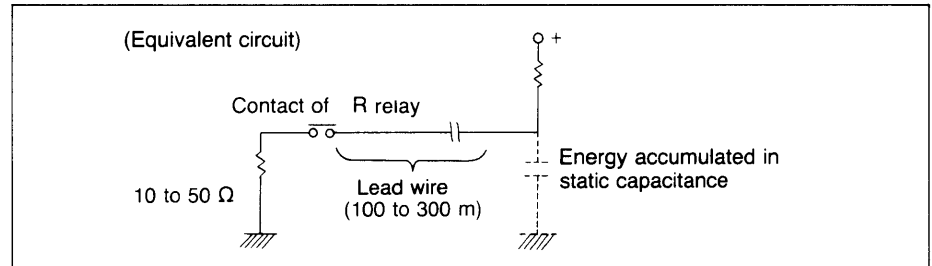 (Equivalent circuit)
+
Contact of R relay
Energy accumulated in
static capacitance
10 to 50 Ω
Lead wire
(100 to 300 m)